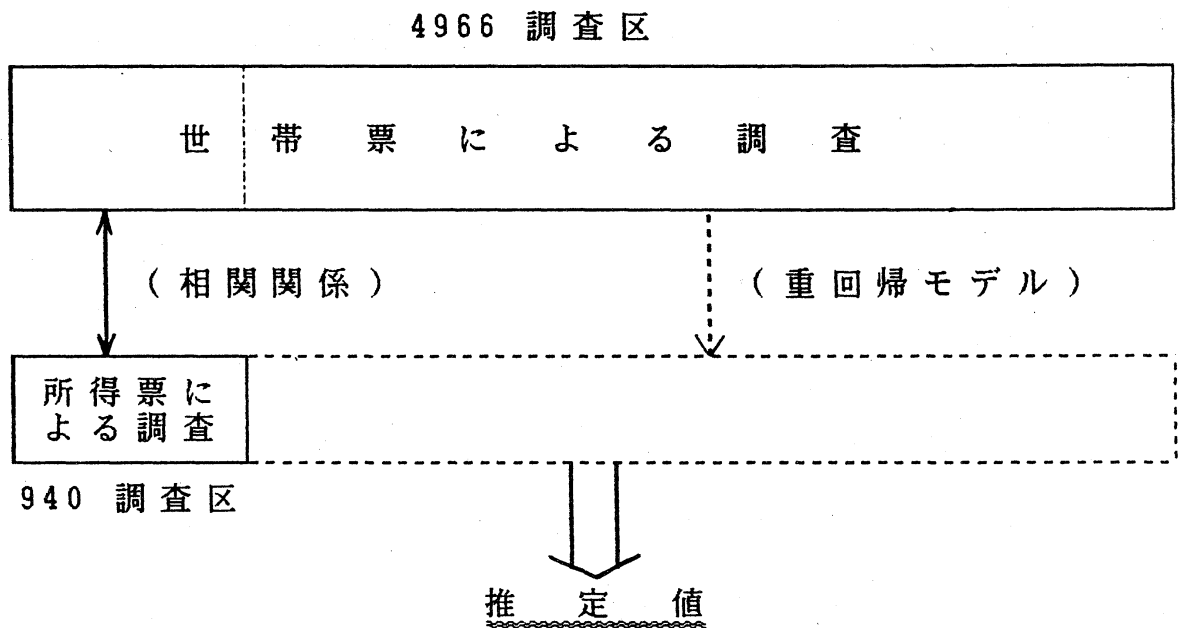 4966 調査区
世帯票による調査
(相関関係)
(重回帰モデル)
所得票に
よる調査
940 調査区
推定値